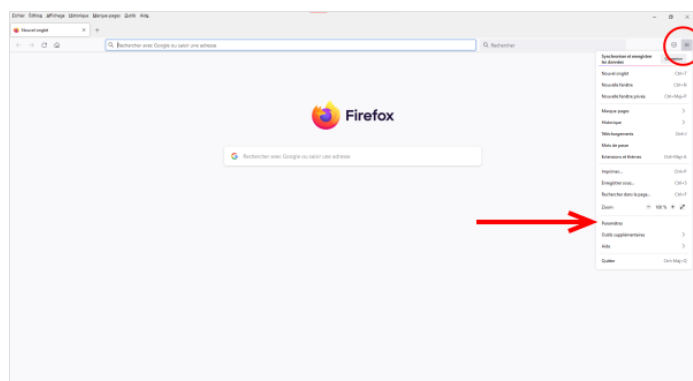 Fichier Édition Affichage Historique Marque-pages Outils Aide
Nouvel onglet
Rechercher avec Google ou saisir une adresse
Rechercher
Synchroniser et enregistrer
les données
Connexion
Nouvel onglet Ctrl+T
Nouvelle fenêtre Ctrl+N
Nouvelle fenêtre privée Ctrl+Maj+P
Marque-pages
Historique
Téléchargements Ctrl+J
Mots de passe
Extensions et thèmes Ctrl+Maj+A
Imprimer... Ctrl+P
Enregistrer sous... Ctrl+S
Rechercher dans la page... Ctrl+F
Zoom 100 %
Paramètres
Outils supplémentaires
Aide
Quitter Ctrl+Maj+Q
Firefox
Rechercher avec Google ou saisir une adresse